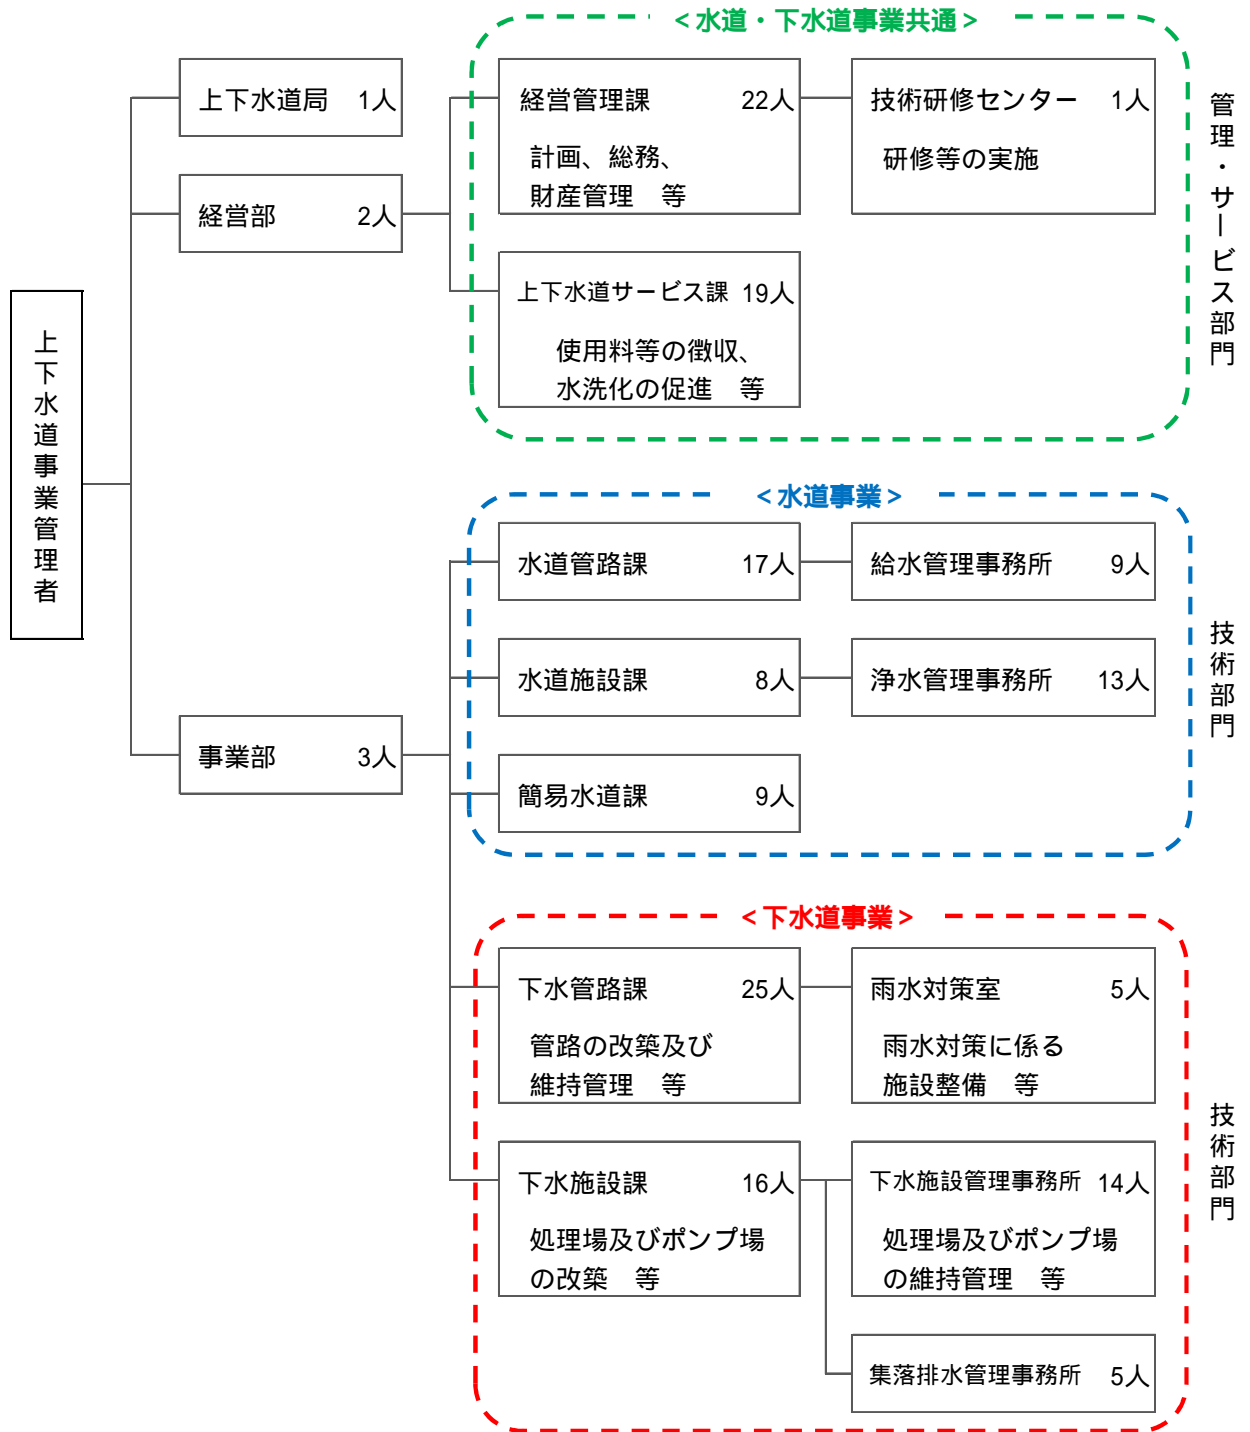 ＜水道・下水道事業共通＞
上下水道局 1人
経営管理課 22人
計画、総務、
財産管理 等
技術研修センター 1人
研修等の実施
管理・サービス部門
経営部 2人
上下水道サービス課 19人
使用料等の徴収、
水洗化の促進 等
上下水道事業管理者
＜水道事業＞
水道管路課 17人
給水管理事務所 9人
水道施設課 8人
浄水管理事務所 13人
技術部門
事業部 3人
簡易水道課 9人
＜下水道事業＞
下水管路課 25人
管路の改築及び
維持管理 等
雨水対策室 5人
雨水対策に係る
施設整備 等
技術部門
下水施設課 16人
処理場及びポンプ場
の改築 等
下水施設管理事務所 14人
処理場及びポンプ場
の維持管理 等
集落排水管理事務所 5人